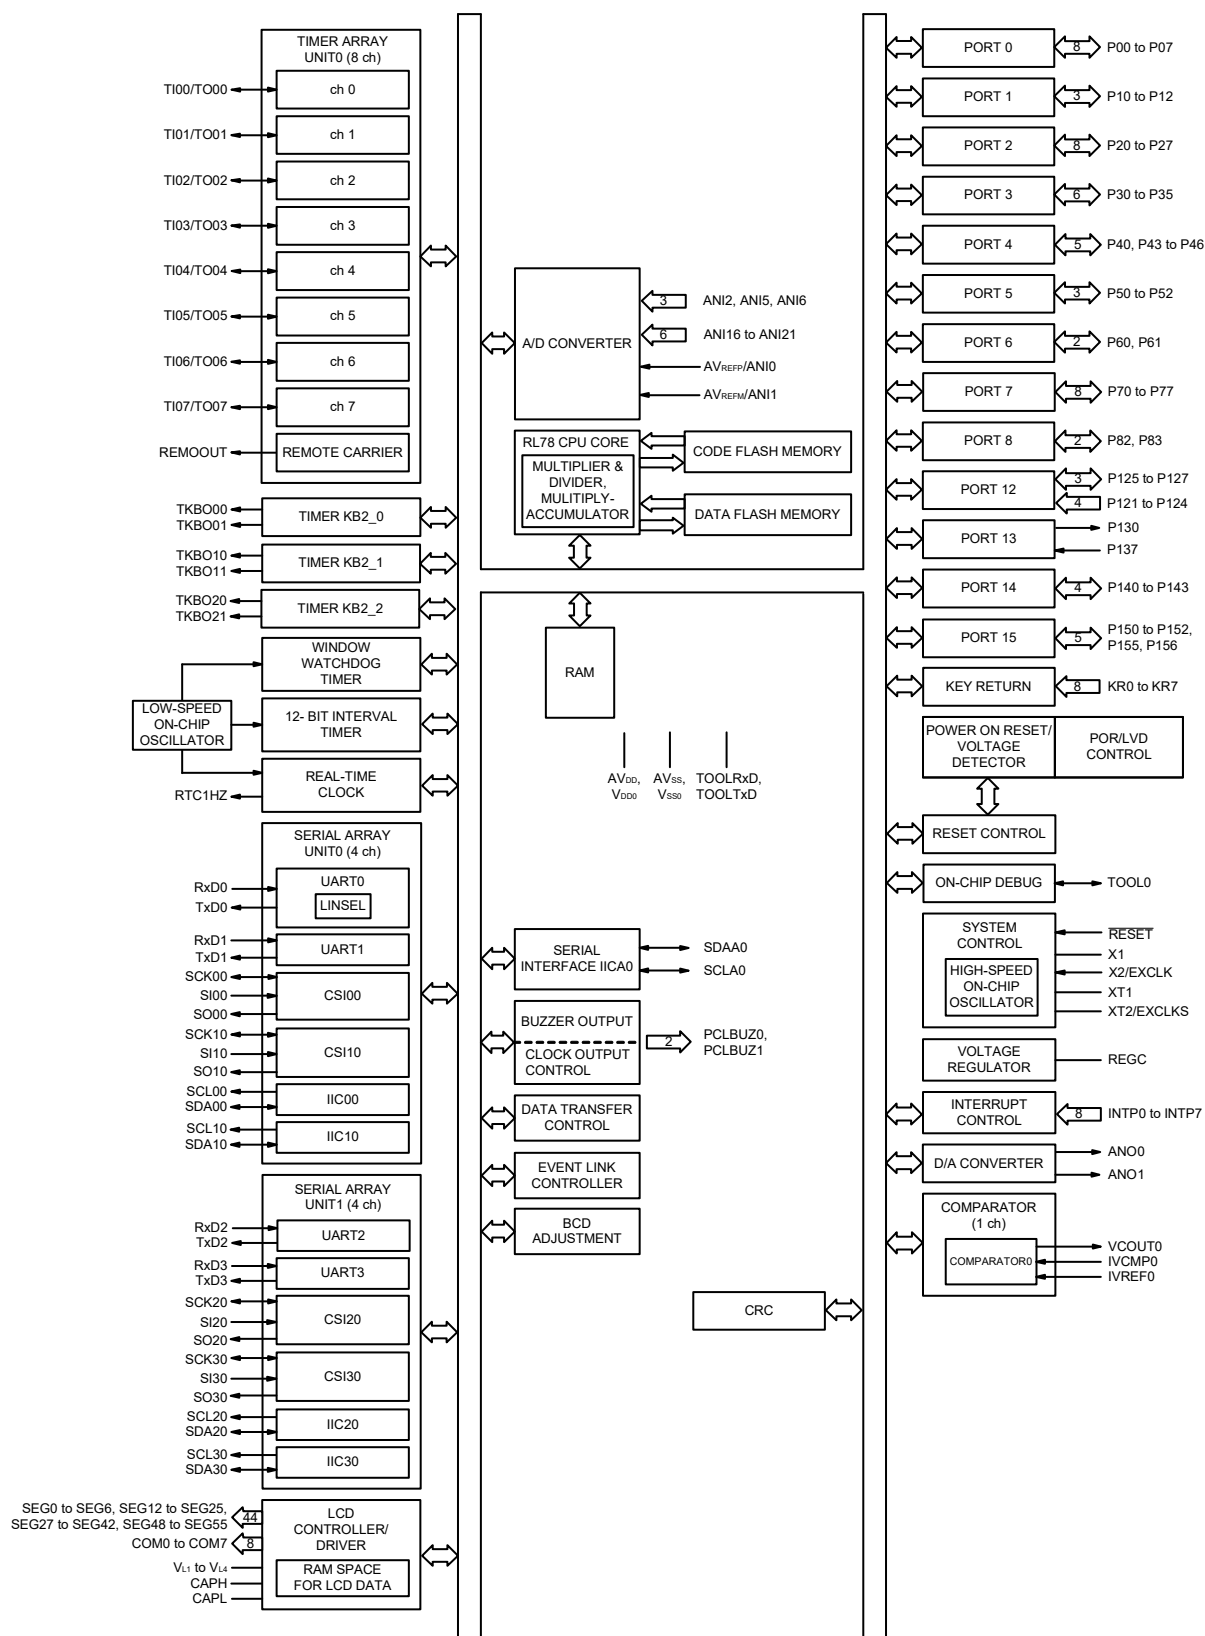 TIMER ARRAY
UNIT0 (8 ch)
TI00/TO00
ch 0
TI01/TO01
ch 1
TI02/TO02
ch 2
TI03/TO03
ch 3
TI04/TO04
ch 4
TI05/TO05
ch 5
TI06/TO06
ch 6
TI07/TO07
ch 7
REMOOUT
REMOTE CARRIER
TKBO00
TKBO01
TIMER KB2_0
TKBO10
TKBO11
TIMER KB2_1
TKBO20
TKBO21
TIMER KB2_2
WINDOW
WATCHDOG
TIMER
LOW-SPEED
ON-CHIP
OSCILLATOR
12- BIT INTERVAL
TIMER
REAL-TIME
CLOCK
RTC1HZ
SERIAL ARRAY
UNIT0 (4 ch)
RxD0
TxD0
UART0
LINSEL
RxD1
TxD1
UART1
SCK00
SI00
SO00
CSI00
SCK10
SI10
SO10
CSI10
SCL00
SDA00
IIC00
SCL10
SDA10
IIC10
SERIAL ARRAY
UNIT1 (4 ch)
RxD2
TxD2
UART2
RxD3
TxD3
UART3
SCK20
SI20
SO20
CSI20
SCK30
SI30
SO30
CSI30
SCL20
SDA20
IIC20
SCL30
SDA30
IIC30
SEG0 to SEG6, SEG12 to SEG25,
SEG27 to SEG42, SEG48 to SEG55
44
COM0 to COM7
8
VL1 to VL4
CAPH
CAPL
LCD
CONTROLLER/
DRIVER
RAM SPACE
FOR LCD DATA
A/D CONVERTER
3
ANI2, ANI5, ANI6
6
ANI16 to ANI21
AVREFP/ANI0
AVREFM/ANI1
RL78 CPU CORE
MULTIPLIER &
DIVIDER,
MULITIPLY-
ACCUMULATOR
CODE FLASH MEMORY
DATA FLASH MEMORY
RAM
AVDD,
VDD0
AVSS,
VSS0
TOOLRxD,
TOOLTxD
SERIAL
INTERFACE IICA0
SDAA0
SCLA0
BUZZER OUTPUT
CLOCK OUTPUT
CONTROL
2
PCLBUZ0,
PCLBUZ1
DATA TRANSFER
CONTROL
EVENT LINK
CONTROLLER
BCD
ADJUSTMENT
CRC
PORT 0
8
P00 to P07
PORT 1
3
P10 to P12
PORT 2
8
P20 to P27
PORT 3
6
P30 to P35
PORT 4
5
P40, P43 to P46
PORT 5
3
P50 to P52
PORT 6
2
P60, P61
PORT 7
8
P70 to P77
PORT 8
2
P82, P83
PORT 12
3
P125 to P127
4
P121 to P124
PORT 13
P130
P137
PORT 14
4
P140 to P143
PORT 15
5
P150 to P152,
P155, P156
KEY RETURN
8
KR0 to KR7
POWER ON RESET/
VOLTAGE
DETECTOR
POR/LVD
CONTROL
RESET CONTROL
ON-CHIP DEBUG
TOOL0
SYSTEM
CONTROL
HIGH-SPEED
ON-CHIP
OSCILLATOR
RESET
X1
X2/EXCLK
XT1
XT2/EXCLKS
VOLTAGE
REGULATOR
REGC
INTERRUPT
CONTROL
8
INTP0 to INTP7
D/A CONVERTER
ANO0
ANO1
COMPARATOR
(1 ch)
COMPARATOR0
VCOUT0
IVCMP0
IVREF0